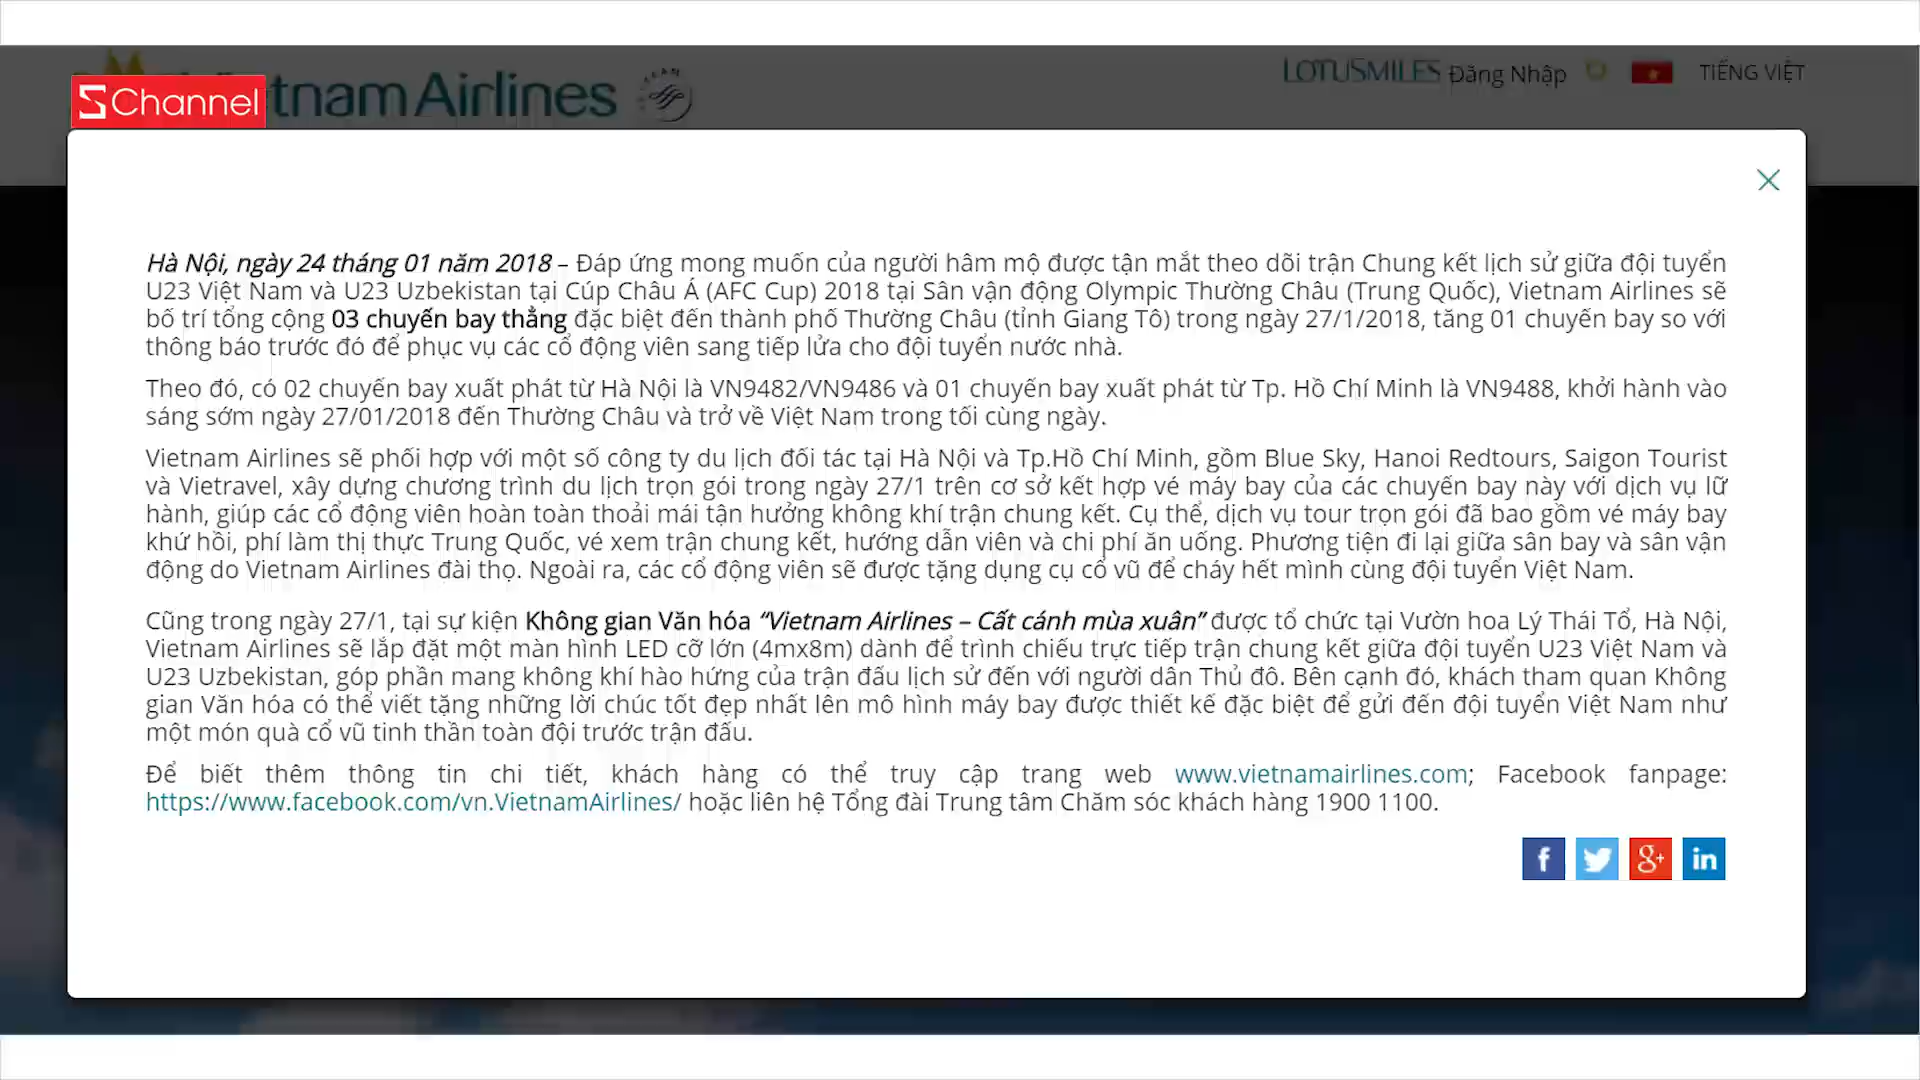 LOTUSMILES Đăng Nhập TIẾNG VIỆT
SChannel
tnam Airlines
Hà Nội, ngày 24 tháng 01 năm 2018 – Đáp ứng mong muốn của người hâm mộ được tận mắt theo dõi trận Chung kết lịch sử giữa đội tuyển
U23 Việt Nam và U23 Uzbekistan tại Cúp Châu Á (AFC Cup) 2018 tại Sân vận động Olympic Thường Châu (Trung Quốc), Vietnam Airlines sẽ
bố trí tổng cộng 03 chuyến bay thẳng đặc biệt đến thành phố Thường Châu (tỉnh Giang Tô) trong ngày 27/1/2018, tăng 01 chuyến bay so với
thông báo trước đó để phục vụ các cổ động viên sang tiếp lửa cho đội tuyển nước nhà.
Theo đó, có 02 chuyến bay xuất phát từ Hà Nội là VN9482/VN9486 và 01 chuyến bay xuất phát từ Tp. Hồ Chí Minh là VN9488, khởi hành vào
sáng sớm ngày 27/01/2018 đến Thường Châu và trở về Việt Nam trong tối cùng ngày.
Vietnam Airlines sẽ phối hợp với một số công ty du lịch đối tác tại Hà Nội và Tp.Hồ Chí Minh, gồm Blue Sky, Hanoi Redtours, Saigon Tourist
và Vietravel, xây dựng chương trình du lịch trọn gói trong ngày 27/1 trên cơ sở kết hợp vé máy bay của các chuyến bay này với dịch vụ lữ
hành, giúp các cổ động viên hoàn toàn thoải mái tận hưởng không khí trận chung kết. Cụ thể, dịch vụ tour trọn gói đã bao gồm vé máy bay
khứ hồi, phí làm thị thực Trung Quốc, vé xem trận chung kết, hướng dẫn viên và chi phí ăn uống. Phương tiện đi lại giữa sân bay và sân vận
động do Vietnam Airlines đài thọ. Ngoài ra, các cổ động viên sẽ được tặng dụng cụ cổ vũ để cháy hết mình cùng đội tuyển Việt Nam.
Cũng trong ngày 27/1, tại sự kiện Không gian Văn hóa “Vietnam Airlines – Cất cánh mùa xuân” được tổ chức tại Vườn hoa Lý Thái Tổ, Hà Nội,
Vietnam Airlines sẽ lắp đặt một màn hình LED cỡ lớn (4mx8m) dành để trình chiếu trực tiếp trận chung kết giữa đội tuyển U23 Việt Nam và
U23 Uzbekistan, góp phần mang không khí hào hứng của trận đấu lịch sử đến với người dân Thủ đô. Bên cạnh đó, khách tham quan Không
gian Văn hóa có thể viết tặng những lời chúc tốt đẹp nhất lên mô hình máy bay được thiết kế đặc biệt để gửi đến đội tuyển Việt Nam như
một món quà cổ vũ tinh thần toàn đội trước trận đấu.
Để biết thêm thông tin chi tiết, khách hàng có thể truy cập trang web www.vietnamairlines.com; Facebook fanpage:
https://www.facebook.com/vn.VietnamAirlines/ hoặc liên hệ Tổng đài Trung tâm Chăm sóc khách hàng 1900 1100.